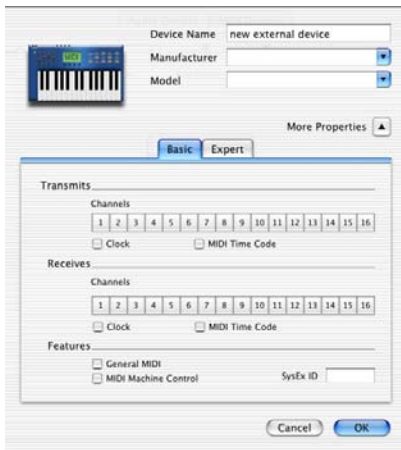 Device Name new external device
Manufacturer
MIDI
Model
More Properties
Basic Expert
Transmits
Channels
1 2 3 4 5 6 7 8 9 10 11 12 13 14 15 16
Clock MIDI Time Code
Receives
Channels
1 2 3 4 5 6 7 8 9 10 11 12 13 14 15 16
Clock MIDI Time Code
Features
General MIDI
MIDI Machine Control SysEx ID
Cancel OK